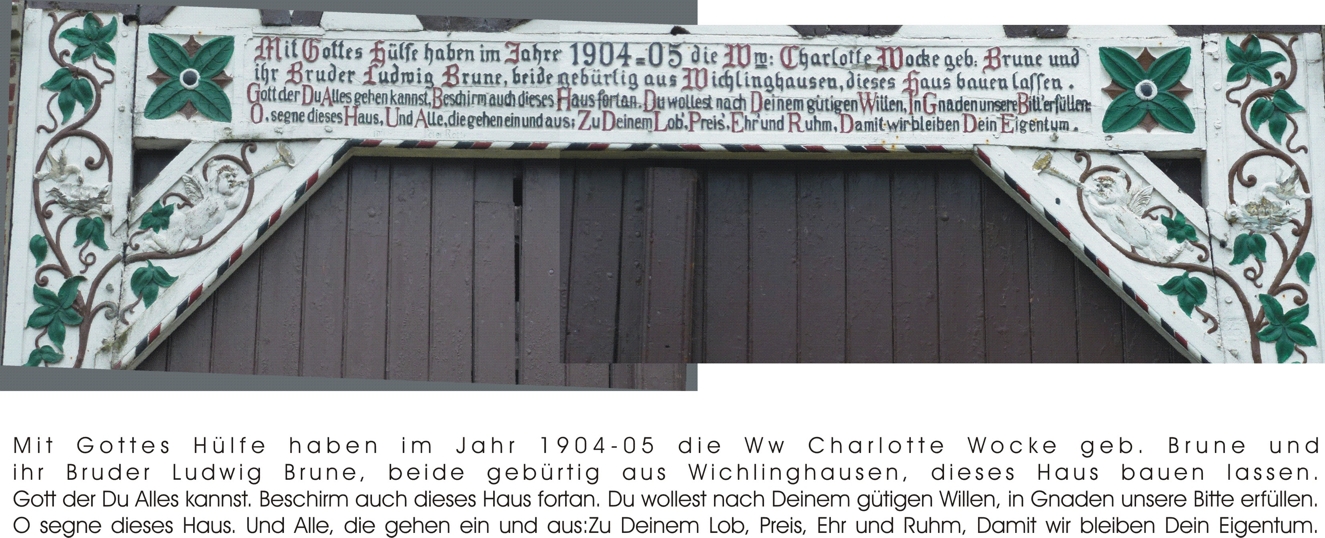 Mit Gottes Hülfe haben im Jahre 1904=05 die Ww: Charlotte Wocke geb: Brune und
ihr Bruder Ludwig Brune, beide gebürtig aus Wichlinghausen, dieses Haus bauen lassen.
Gott der Du Alles gehen kannst, Beschirm' auch dieses Haus fortan. Du wollest nach Deinem gütigen Willen, In Gnaden unsere Bitt' erfüllen:
O, segne dieses Haus, Und Alle, die gehen ein und aus: Zu Deinem Lob', Preis', Ehr' und Ruhm, Damit wir bleiben Dein Eigentum.
Mit Gottes Hülfe haben im Jahr 1904-05 die Ww Charlotte Wocke geb. Brune und
ihr Bruder Ludwig Brune, beide gebürtig aus Wichlinghausen, dieses Haus bauen lassen.
Gott der Du Alles kannst. Beschirm auch dieses Haus fortan. Du wollest nach Deinem gütigen Willen, in Gnaden unsere Bitte erfüllen.
O segne dieses Haus. Und Alle, die gehen ein und aus:Zu Deinem Lob, Preis, Ehr und Ruhm, Damit wir bleiben Dein Eigentum.